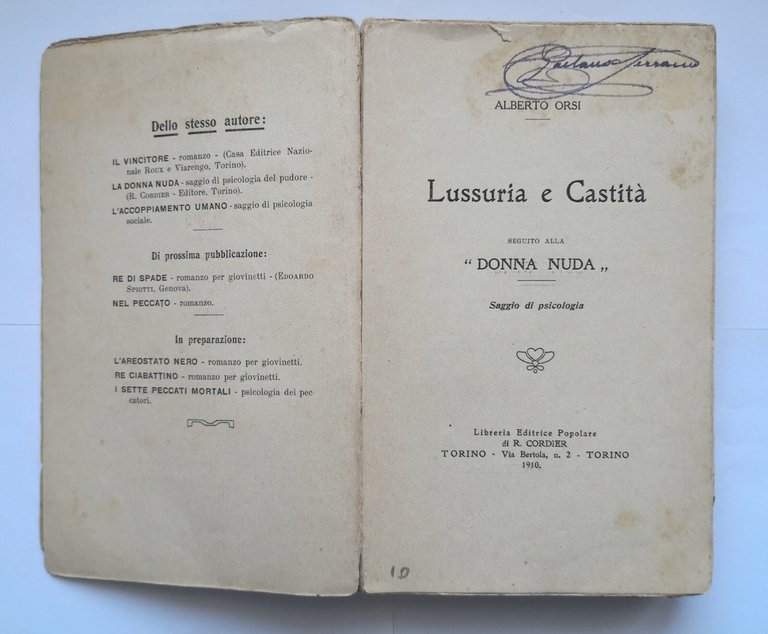 Dello stesso autore:
IL VINCITORE - romanzo - (Casa Editrice Nazio-
nale ROUX e VIARENGO, Torino).
LA DONNA NUDA - saggio di psicologia del pudore -
(R. CORDIER - Editore, Torino).
L'ACCOPPIAMENTO UMANO - saggio di psicologia
sociale.
Di prossima pubblicazione:
RE DI SPADE - romanzo per giovinetti - (EDOARDO
SPIOTTI, Genova).
NEL PECCATO - romanzo.
In preparazione:
L'AREOSTATO NERO - romanzo per giovinetti.
RE CIABATTINO - romanzo per giovinetti.
I SETTE PECCATI MORTALI - psicologia dei pec-
catori.
Gaetano Terrano
ALBERTO ORSI
Lussuria e Castità
SEGUITO ALLA
“ DONNA NUDA „
Saggio di psicologia
Libreria Editrice Popolare
di R. CORDIER
TORINO - Via Bertola, n. 2 - TORINO
1910.
10